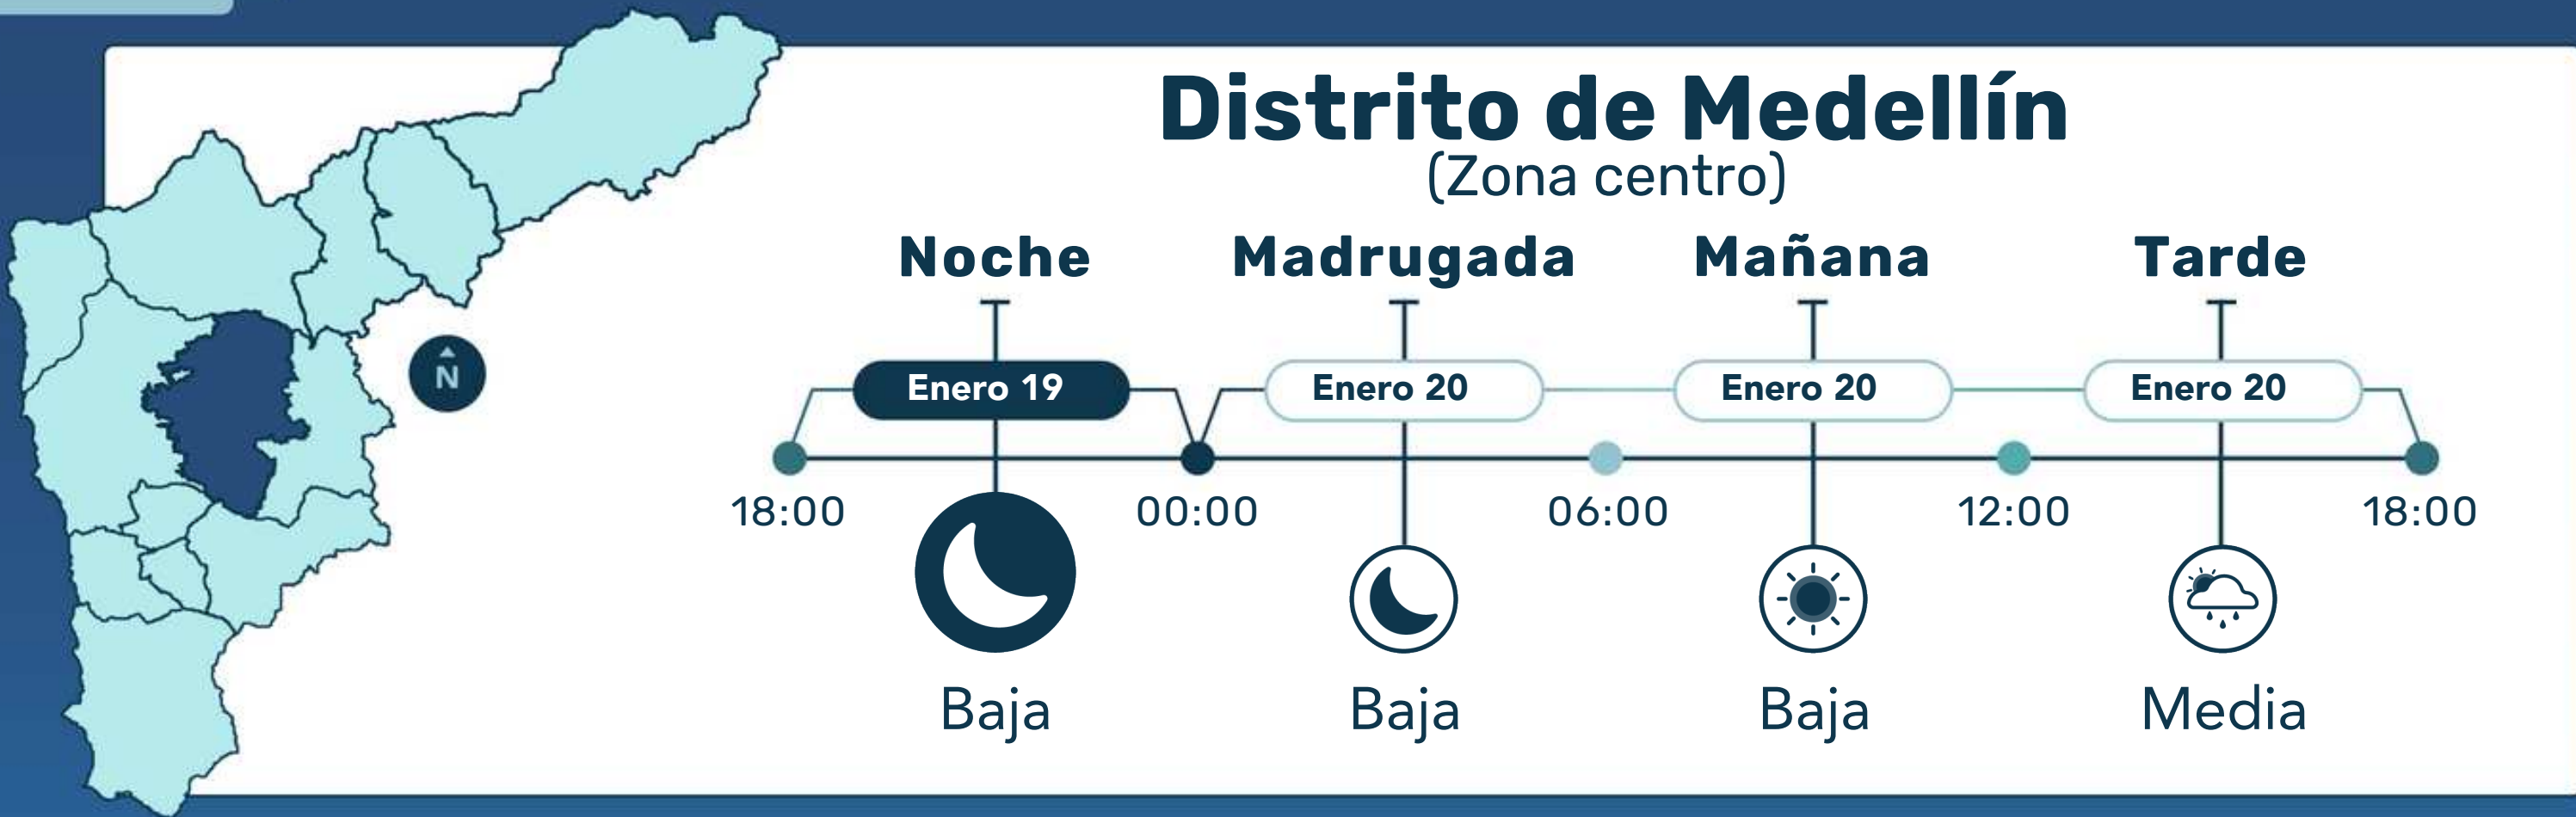 Distrito de Medellín
(Zona centro)
Noche Madrugada Mañana Tarde
N
Enero 19 Enero 20 Enero 20 Enero 20
18:00 00:00 06:00 12:00 18:00
Baja Baja Baja Media